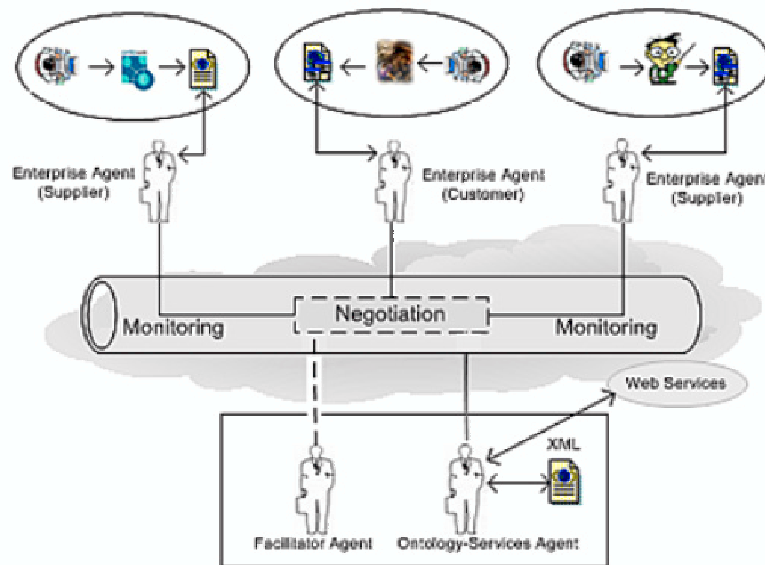 Enterprise Agent
(Supplier)
Enterprise Agent
(Customer)
Enterprise Agent
(Supplier)
Monitoring
Negotiation
Monitoring
Web Services
XML
Facilitator Agent
Ontology-Services Agent